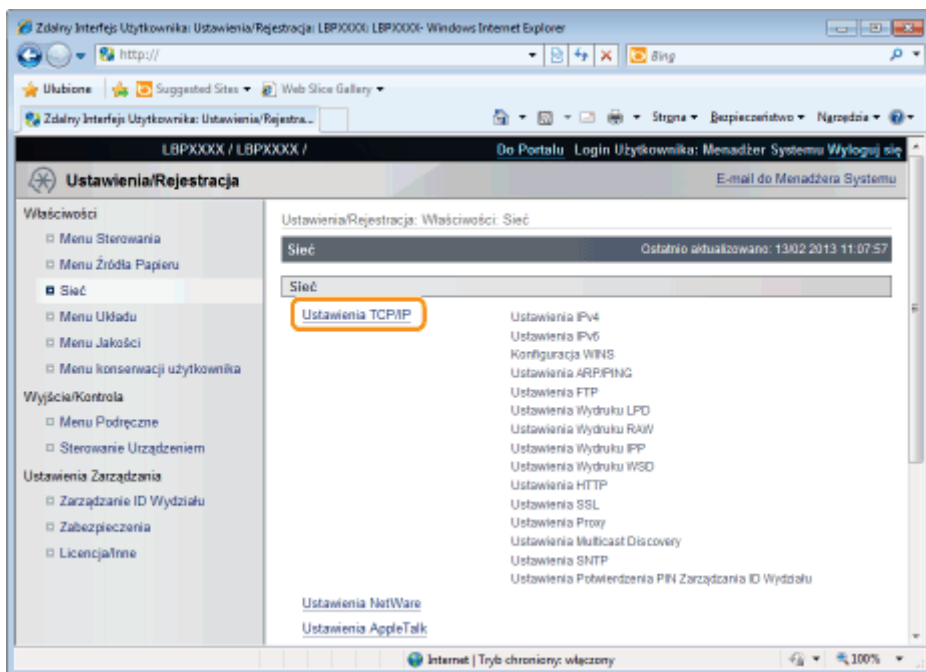 Zdalny Interfejs Użytkownika: Ustawienia/Rejestracja: LBPXXXX: LBPXXXX- Windows Internet Explorer
http://
Bing
Ulubione Suggested Sites Web Slice Gallery
Zdalny Interfejs Użytkownika: Ustawienia/Rejestra...
Strona Bezpieczeństwo Narzędzia
LBPXXXX / LBPXXXX /
Do Portalu Login Użytkownika: Menadżer Systemu Wyloguj się
Ustawienia/Rejestracja
E-mail do Menadżera Systemu
Właściwości
Menu Sterowania
Menu Źródła Papieru
Sieć
Menu Układu
Menu Jakości
Menu konserwacji użytkownika
Wyjście/Kontrola
Menu Podręczne
Sterowanie Urządzeniem
Ustawienia Zarządzania
Zarządzanie ID Wydziału
Zabezpieczenia
Licencja/Inne
Ustawienia/Rejestracja: Właściwości: Sieć
Sieć
Ostatnio aktualizowano: 13/02 2013 11:07:57
Sieć
Ustawienia TCP/IP
Ustawienia IPv4
Ustawienia IPv6
Konfiguracja WINS
Ustawienia ARP/PING
Ustawienia FTP
Ustawienia Wydruku LPD
Ustawienia Wydruku RAW
Ustawienia Wydruku IPP
Ustawienia Wydruku WSD
Ustawienia HTTP
Ustawienia SSL
Ustawienia Proxy
Ustawienia Multicast Discovery
Ustawienia SNTP
Ustawienia Potwierdzenia PIN Zarządzania ID Wydziału
Ustawienia NetWare
Ustawienia AppleTalk
Internet | Tryb chroniony: włączony
100%